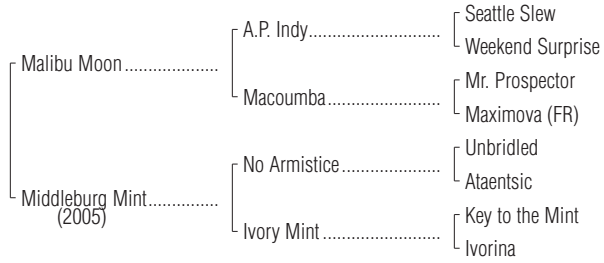 Seattle Slew
A.P. Indy
Weekend Surprise
Malibu Moon
Mr. Prospector
Macoumba
Maximova (FR)
Unbridled
No Armistice
Ataentsic
Middleburg Mint
(2005)
Key to the Mint
Ivory Mint
Ivorina